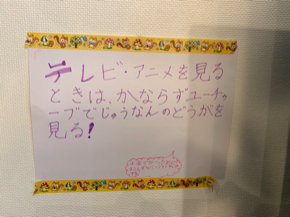 テレビ・アニメを見る
ときは、かならずユーチュ
ーブでじゅうなんのどうがを
見る!